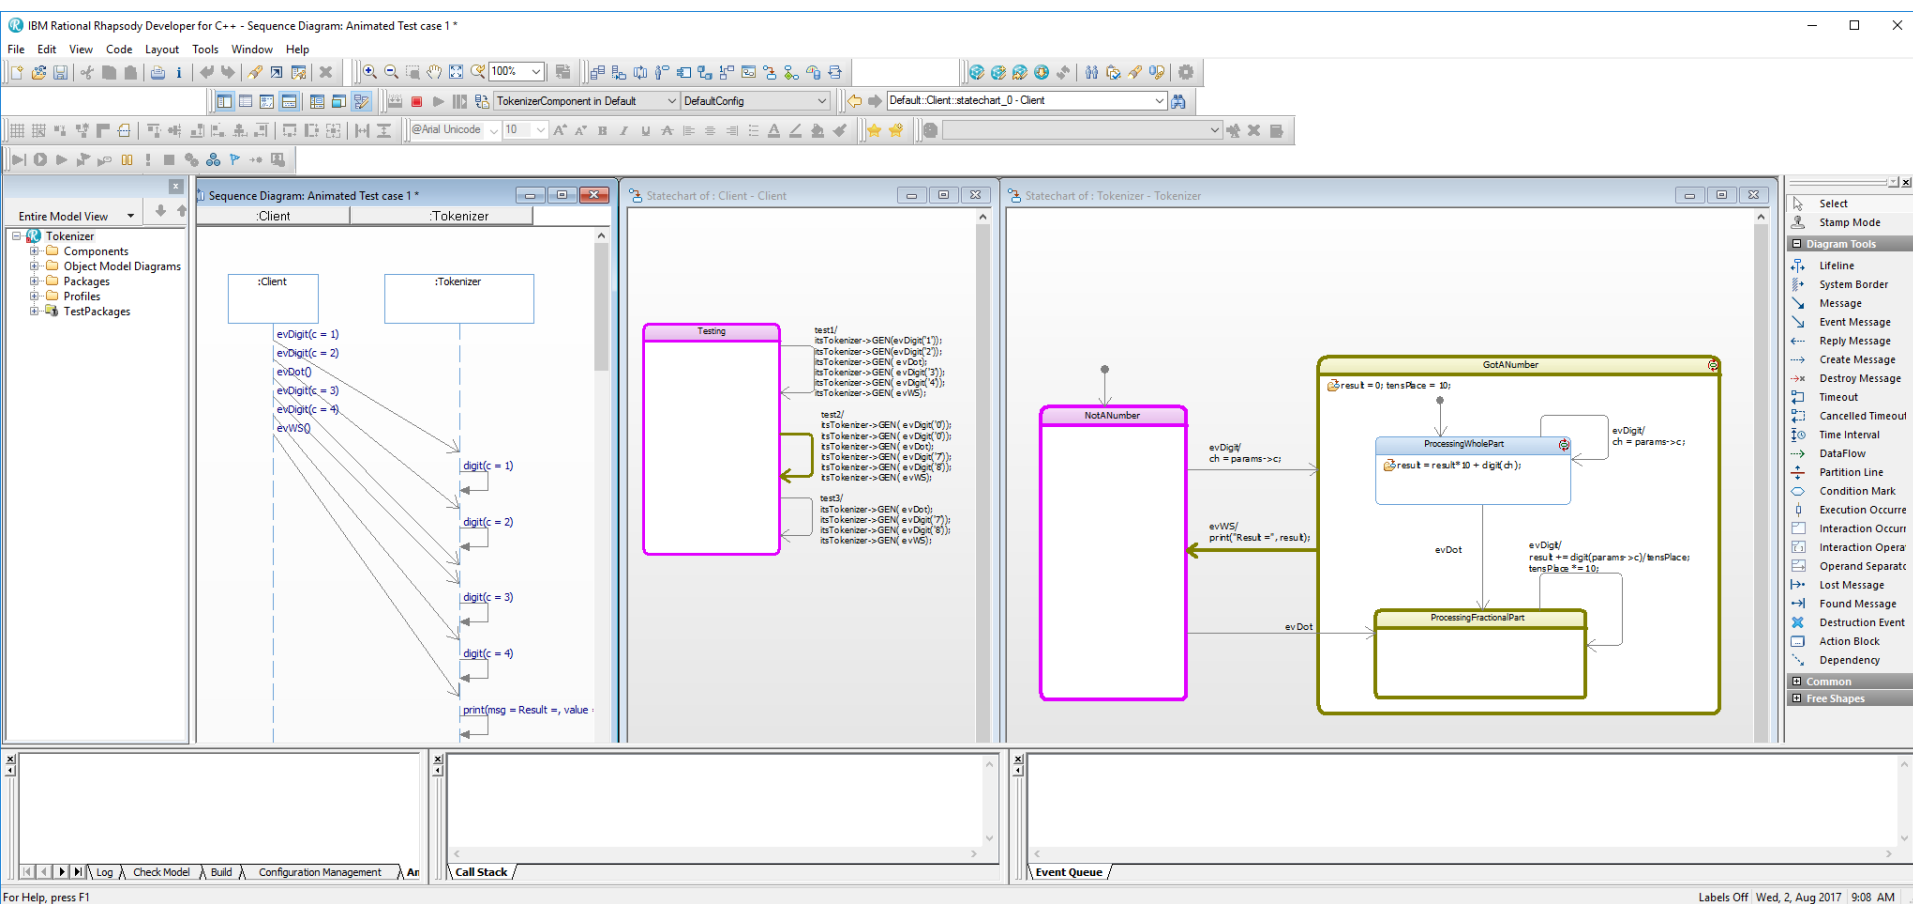 IBM Rational Rhapsody Developer for C++ - Sequence Diagram: Animated Test case 1 *
File Edit View Code Layout Tools Window Help
100%
TokenizerComponent in Default
DefaultConfig
Default::Client::statechart_0 - Client
@Arial Unicode
10
Entire Model View
Tokenizer
Components
Object Model Diagrams
Packages
Profiles
TestPackages
Sequence Diagram: Animated Test case 1 *
:Client
:Tokenizer
:Client
:Tokenizer
evDigit(c = 1)
evDigit(c = 2)
evDot()
evDigit(c = 3)
evDigit(c = 4)
evWS()
digit(c = 1)
digit(c = 2)
digit(c = 3)
digit(c = 4)
print(msg = Result =, value
Statechart of : Client - Client
Testing
test1/
itsTokenizer->GEN(evDigit('1'));
itsTokenizer->GEN(evDigit('2'));
itsTokenizer->GEN( evDot);
itsTokenizer->GEN( evDigit('3'));
itsTokenizer->GEN( evDigit('4'));
itsTokenizer->GEN( evWS);
test2/
itsTokenizer->GEN( evDigit('0'));
itsTokenizer->GEN( evDigit('0'));
itsTokenizer->GEN( evDot);
itsTokenizer->GEN( evDigit('7'));
itsTokenizer->GEN( evDigit('8'));
itsTokenizer->GEN( evWS);
test3/
itsTokenizer->GEN( evDot);
itsTokenizer->GEN( evDigit('7'));
itsTokenizer->GEN( evDigit('8'));
itsTokenizer->GEN( evWS);
Statechart of : Tokenizer - Tokenizer
NotANumber
evDigit/
ch = params->c;
evWS/
print("Result =", result);
evDot
GotANumber
result = 0; tensPlace = 10;
ProcessingWholePart
result = result*10 + digit(ch);
evDigit/
ch = params->c;
evDot
evDigit/
result += digit(params->c)/tensPlace;
tensPlace *= 10;
ProcessingFractionalPart
Select
Stamp Mode
Diagram Tools
Lifeline
System Border
Message
Event Message
Reply Message
Create Message
Destroy Message
Timeout
Cancelled Timeout
Time Interval
DataFlow
Partition Line
Condition Mark
Execution Occurre
Interaction Occurr
Interaction Opera
Operand Separatc
Lost Message
Found Message
Destruction Event
Action Block
Dependency
Common
Free Shapes
Log Check Model Build Configuration Management An
Call Stack
Event Queue
For Help, press F1
Labels Off Wed, 2, Aug 2017 9:08 AM